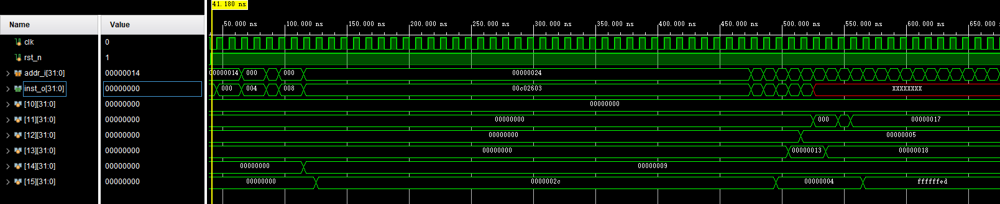 41.180 ns
Name Value
50.000 ns 100.000 ns 150.000 ns 200.000 ns 250.000 ns 300.000 ns 350.000 ns 400.000 ns 450.000 ns 500.000 ns 550.000 ns 600.000 ns 650.000
clk 0
rst_n 1
addr_i[31:0] 00000014 00000014 000 000 00000024
inst_o[31:0] 00000000 000 004 008 00c02603 XXXXXXXX
[10][31:0] 00000000 00000000
[11][31:0] 00000000 00000000 000 00000017
[12][31:0] 00000000 00000000 00000005
[13][31:0] 00000000 00000000 00000013 00000018
[14][31:0] 00000000 00000000 00000009
[15][31:0] 00000000 00000000 0000002c 00000004 ffffffed